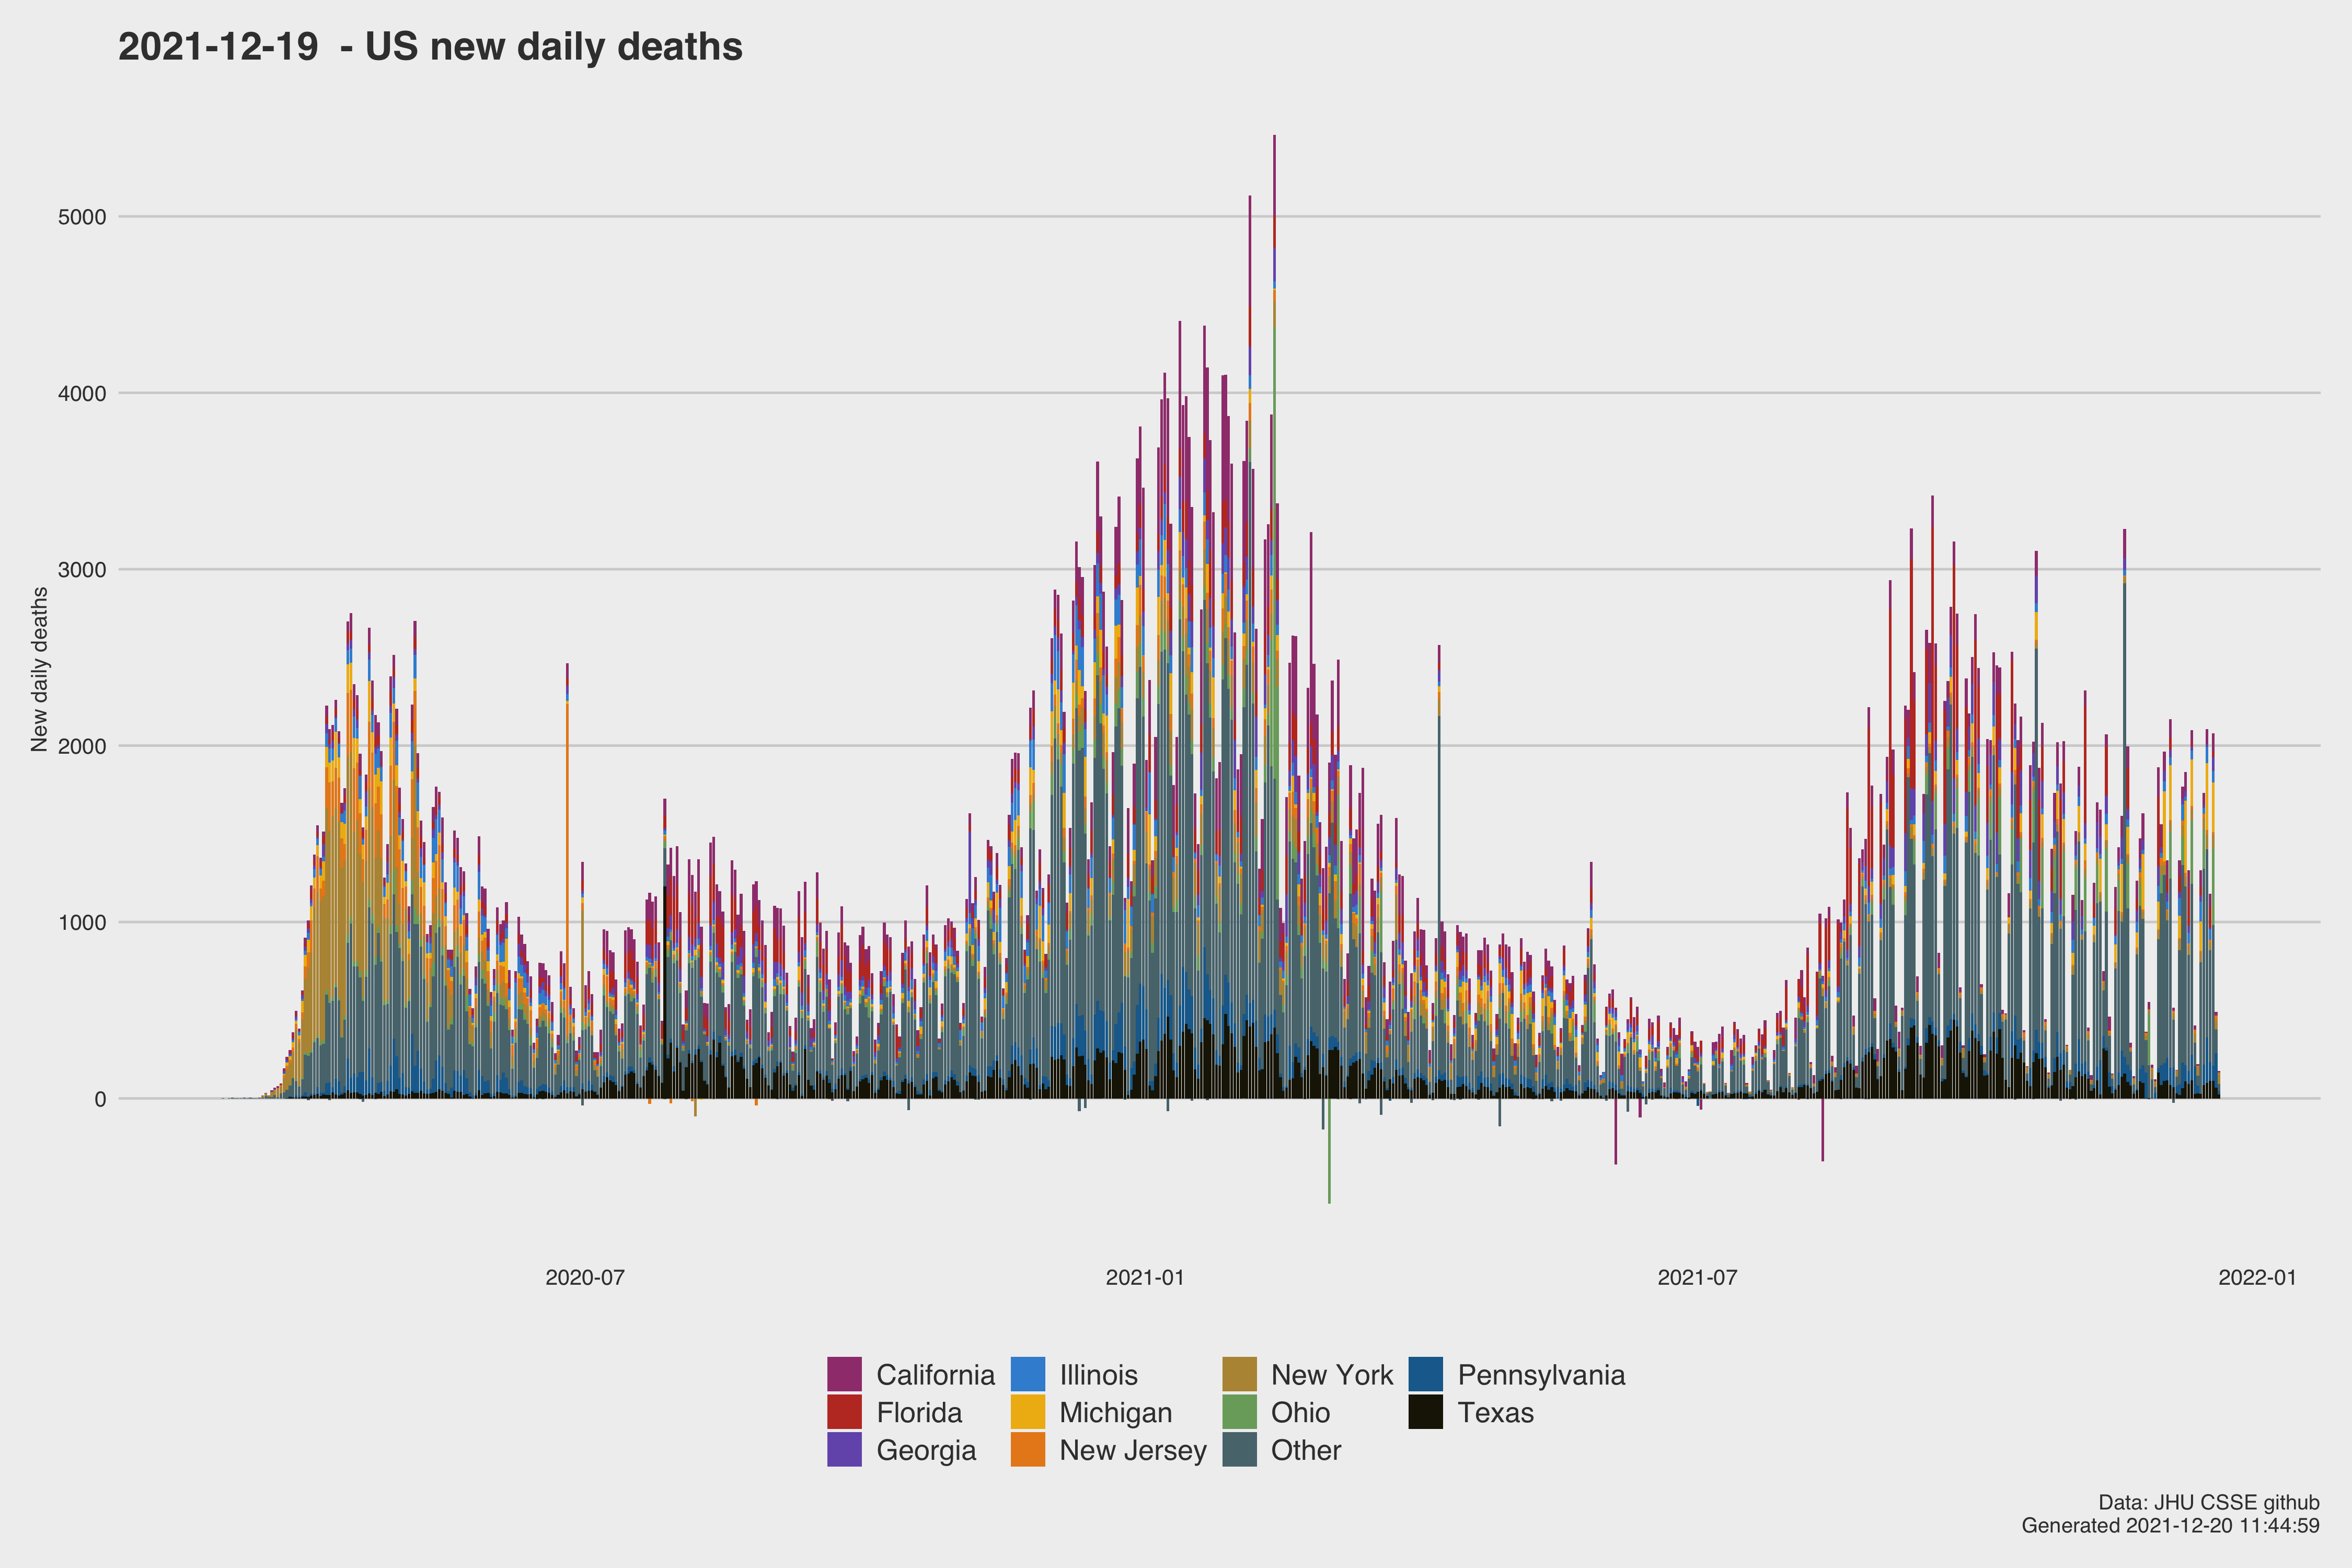 2021-12-19  - US new daily deaths
New daily deaths
5000
4000
3000
2000
1000
0
2020-07
2021-01
2021-07
2022-01
California
Illinois
New York
Pennsylvania
Florida
Michigan
Ohio
Texas
Georgia
New Jersey
Other
Data: JHU CSSE github
Generated 2021-12-20 11:44:59